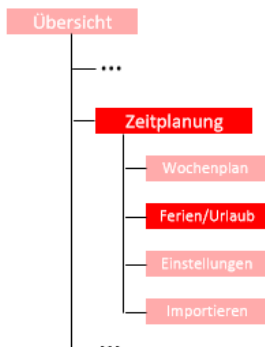 Übersicht
...
Zeitplanung
Wochenplan
Ferien/Urlaub
Einstellungen
Importieren
...